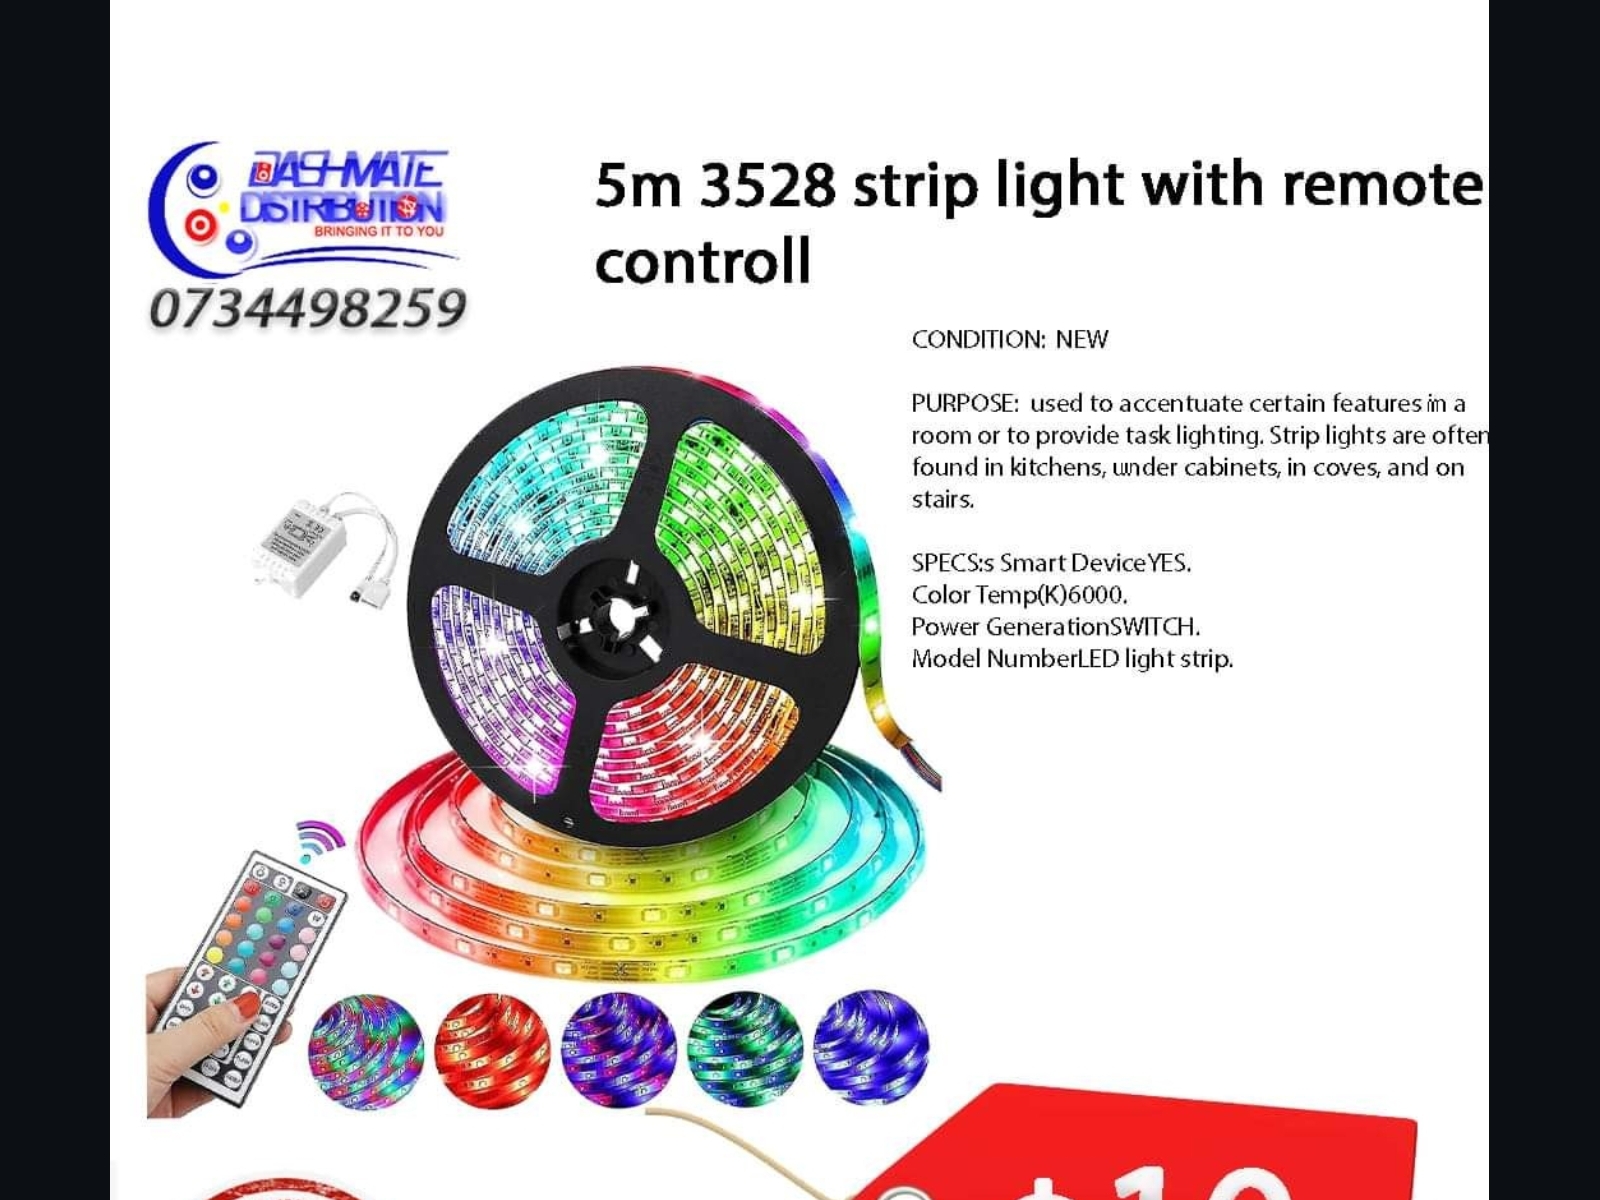 DASHMATE
DISTRIBUTION
BRINGING IT TO YOU
0734498259
5m 3528 strip light with remote
controll
CONDITION: NEW
PURPOSE: used to accentuate certain features in a
room or to provide task lighting. Strip lights are often
found in kitchens, under cabinets, in coves, and on
stairs.
SPECS:s Smart DeviceYES.
Color Temp(K)6000.
Power GenerationSWITCH.
Model NumberLED light strip.